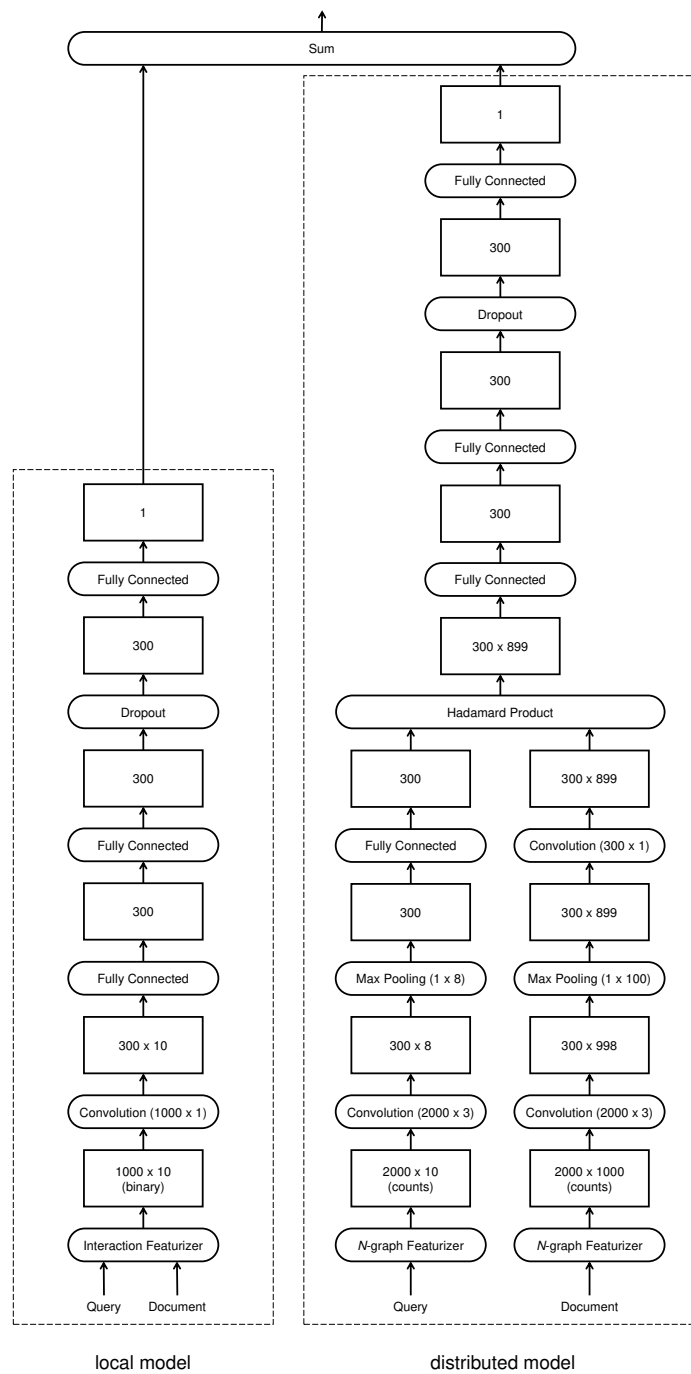 Sum
1
Fully Connected
300
Dropout
300
Fully Connected
300
Fully Connected
300 x 899
Hadamard Product
300
Fully Connected
300
Max Pooling (1 x 8)
300 x 8
Convolution (2000 x 3)
2000 x 10
(counts)
N-graph Featurizer
Query
300 x 899
Convolution (300 x 1)
300 x 899
Max Pooling (1 x 100)
300 x 998
Convolution (2000 x 3)
2000 x 1000
(counts)
N-graph Featurizer
Document
1
Fully Connected
300
Dropout
300
Fully Connected
300
Fully Connected
300 x 10
Convolution (1000 x 1)
1000 x 10
(binary)
Interaction Featurizer
Query Document
local model
distributed model